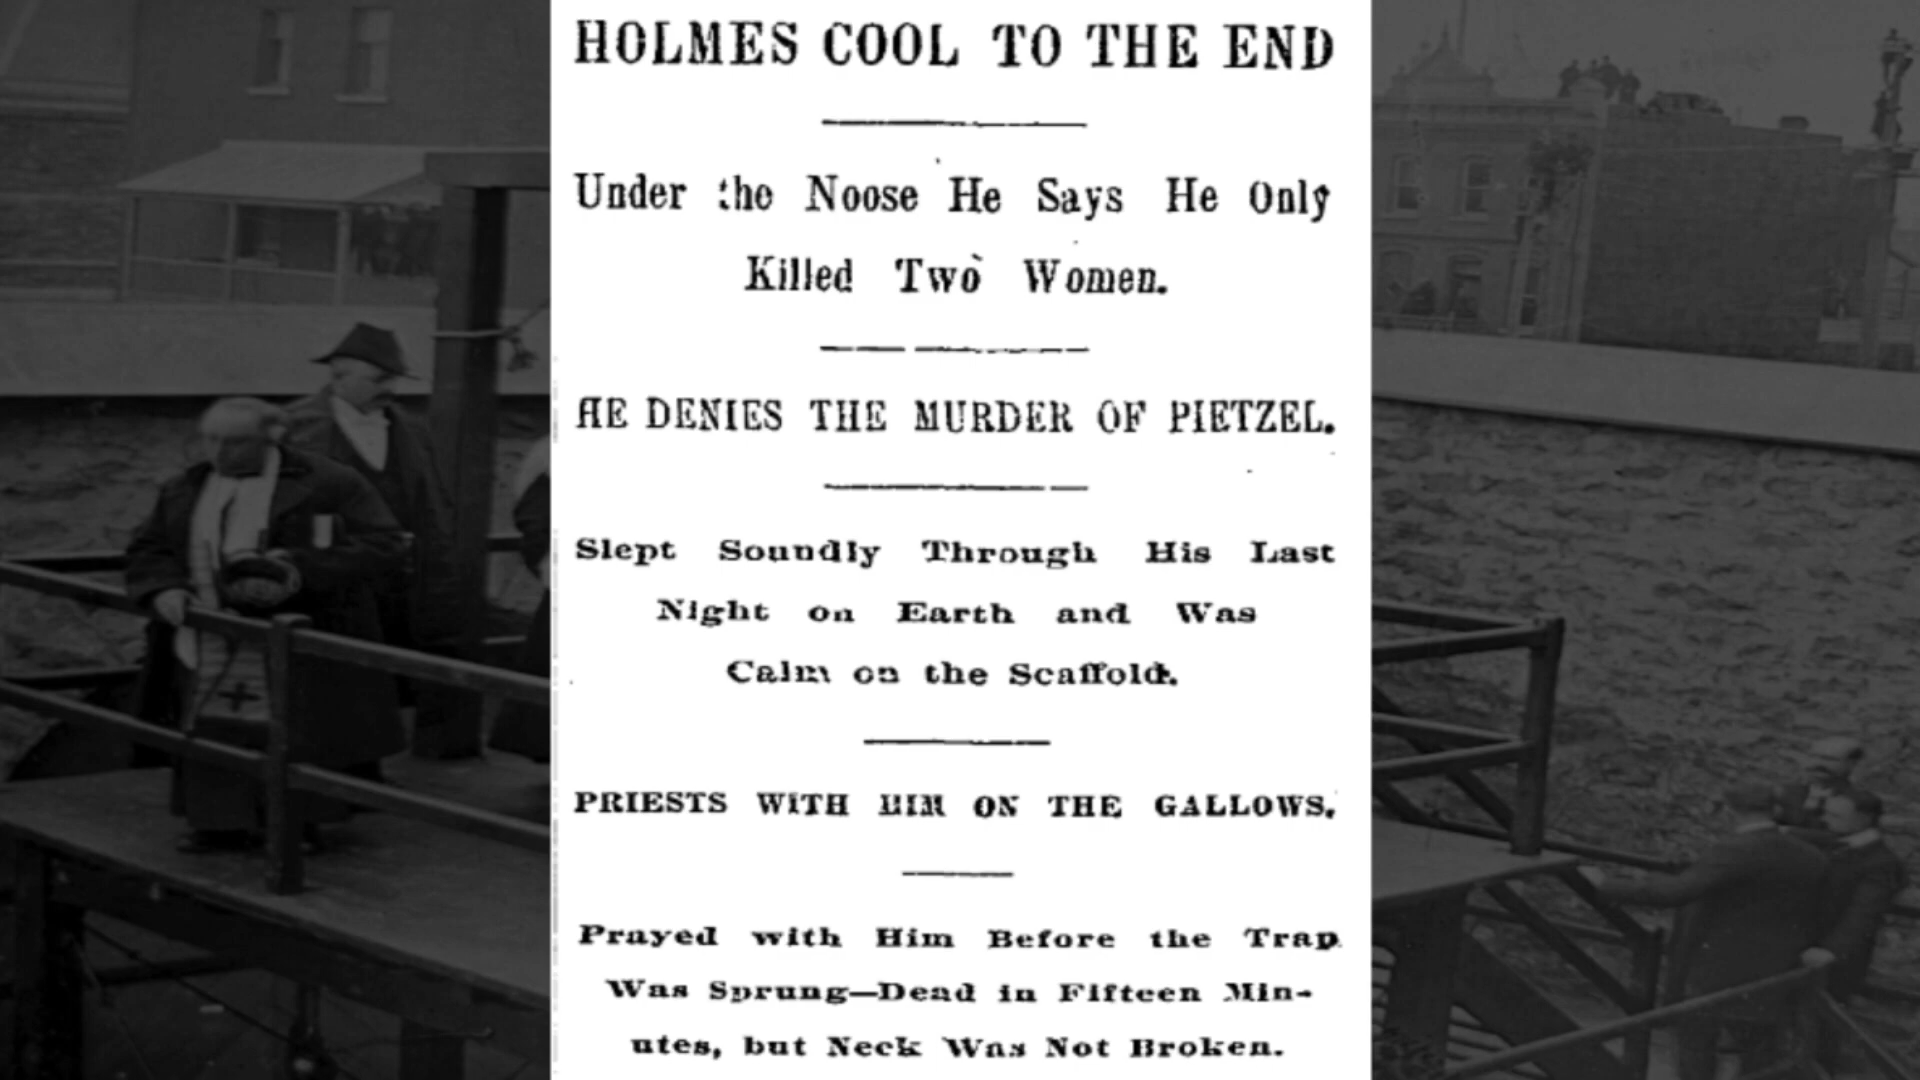 HOLMES COOL TO THE END
Under the Noose He Says He Only
Killed Two Women.
HE DENIES THE MURDER OF PIETZEL.
Slept Soundly Through His Last
Night on Earth and Was
Calm on the Scaffold.
PRIESTS WITH HIM ON THE GALLOWS.
Prayed with Him Before the Trap
Was Sprung—Dead in Fifteen Min-
utes, but Neck Was Not Broken.